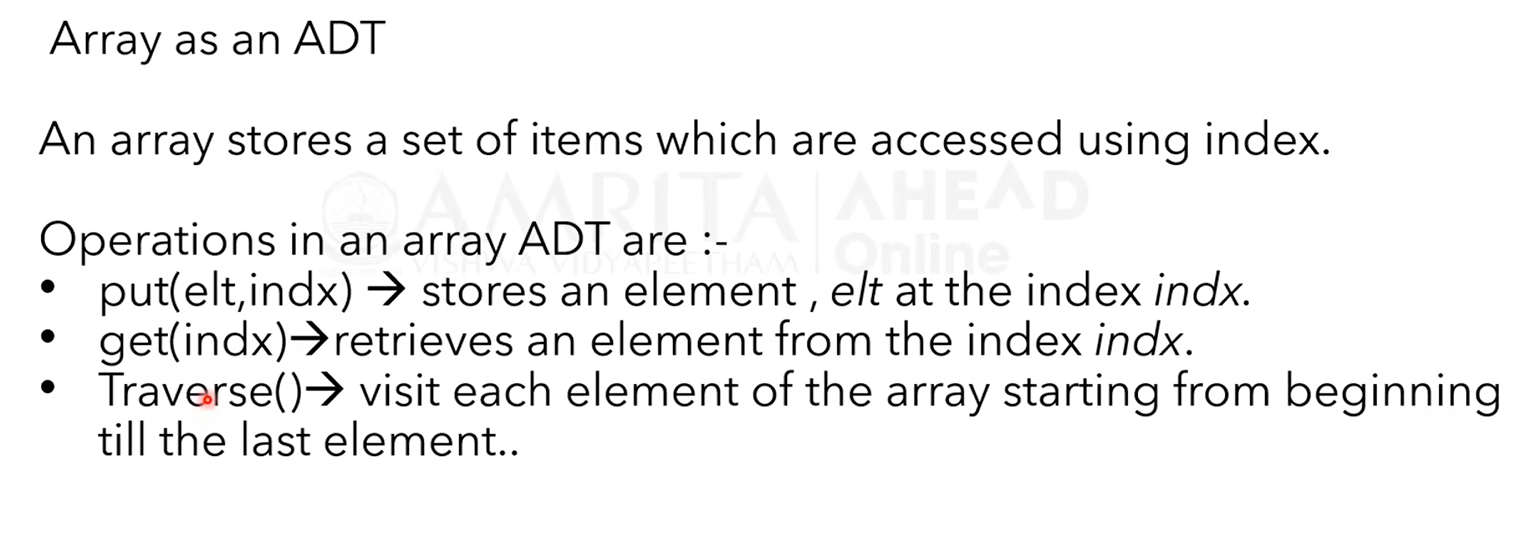 Array as an ADT
An array stores a set of items which are accessed using index.
AMRITA AHEAD
VISHWA VIDYAPEETHAM Online
Operations in an array ADT are :-
• put(elt,indx) → stores an element , elt at the index indx.
• get(indx)→retrieves an element from the index indx.
• Traverse()→ visit each element of the array starting from beginning
till the last element..